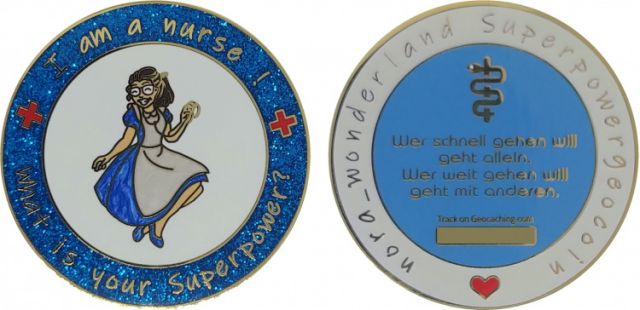 I am a nurse !
What is your Superpower?
nora_wonderland Superpowergeocoin
Wer schnell gehen will
geht allein.
Wer weit gehen will
geht mit anderen.
Track on Geocaching.com